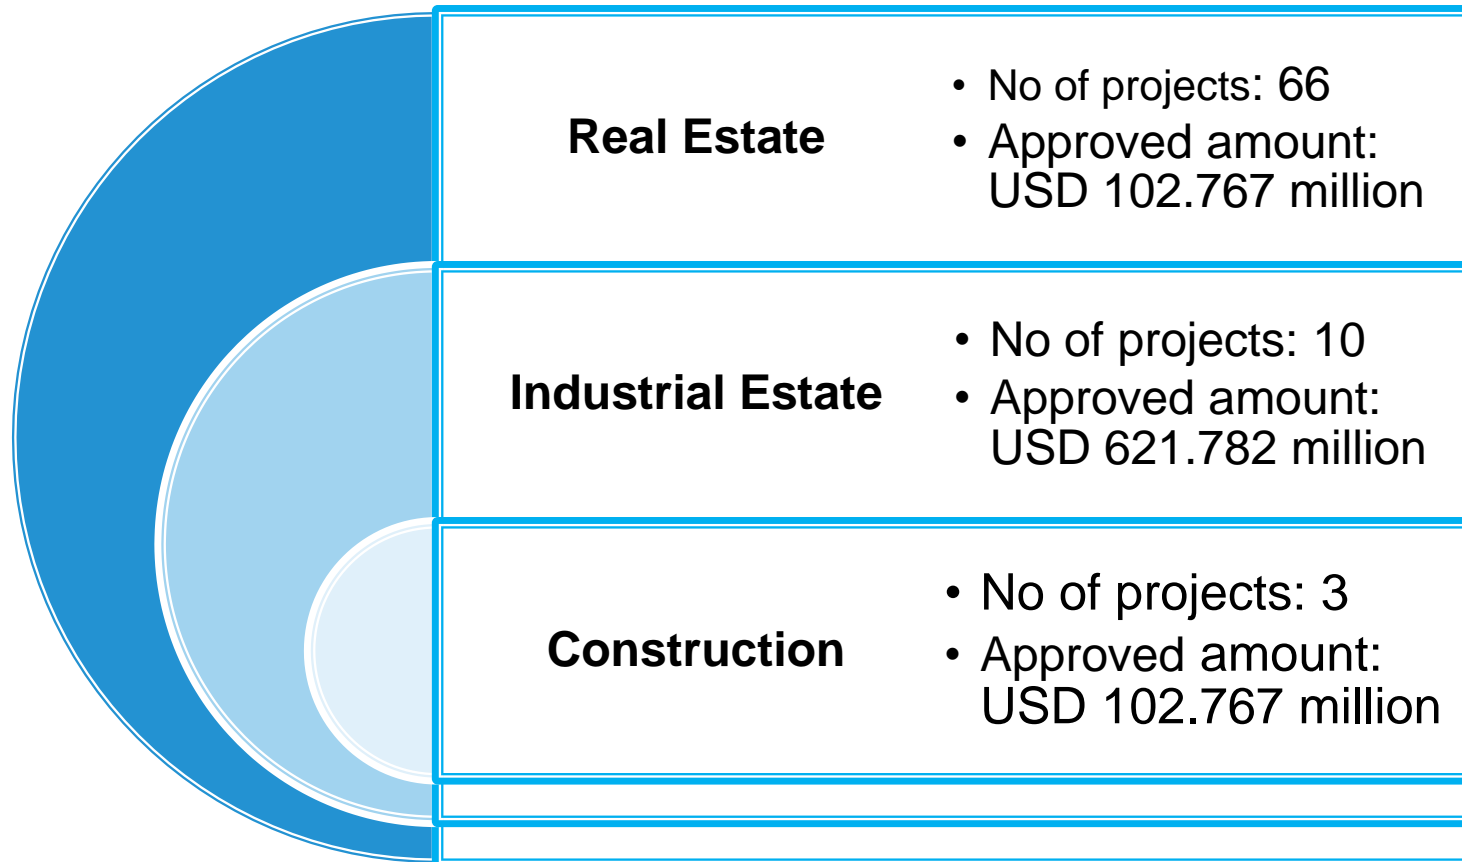 Real Estate
• No of projects: 66
• Approved amount:
USD 102.767 million
Industrial Estate
• No of projects: 10
• Approved amount:
USD 621.782 million
Construction
• No of projects: 3
• Approved amount:
USD 102.767 million